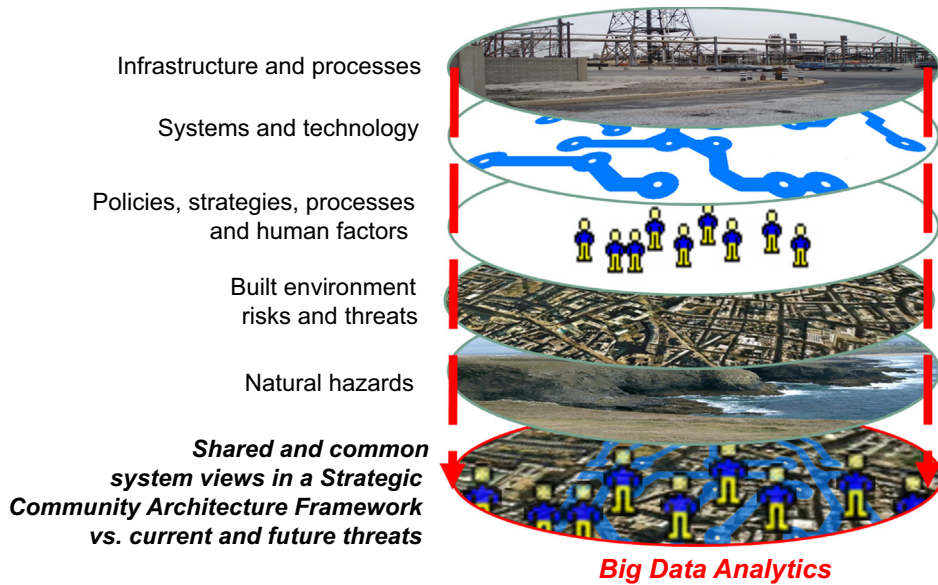 Infrastructure and processes
Systems and technology
Policies, strategies, processes
and human factors
Built environment
risks and threats
Natural hazards
Shared and common
system views in a Strategic
Community Architecture Framework
vs. current and future threats
Big Data Analytics